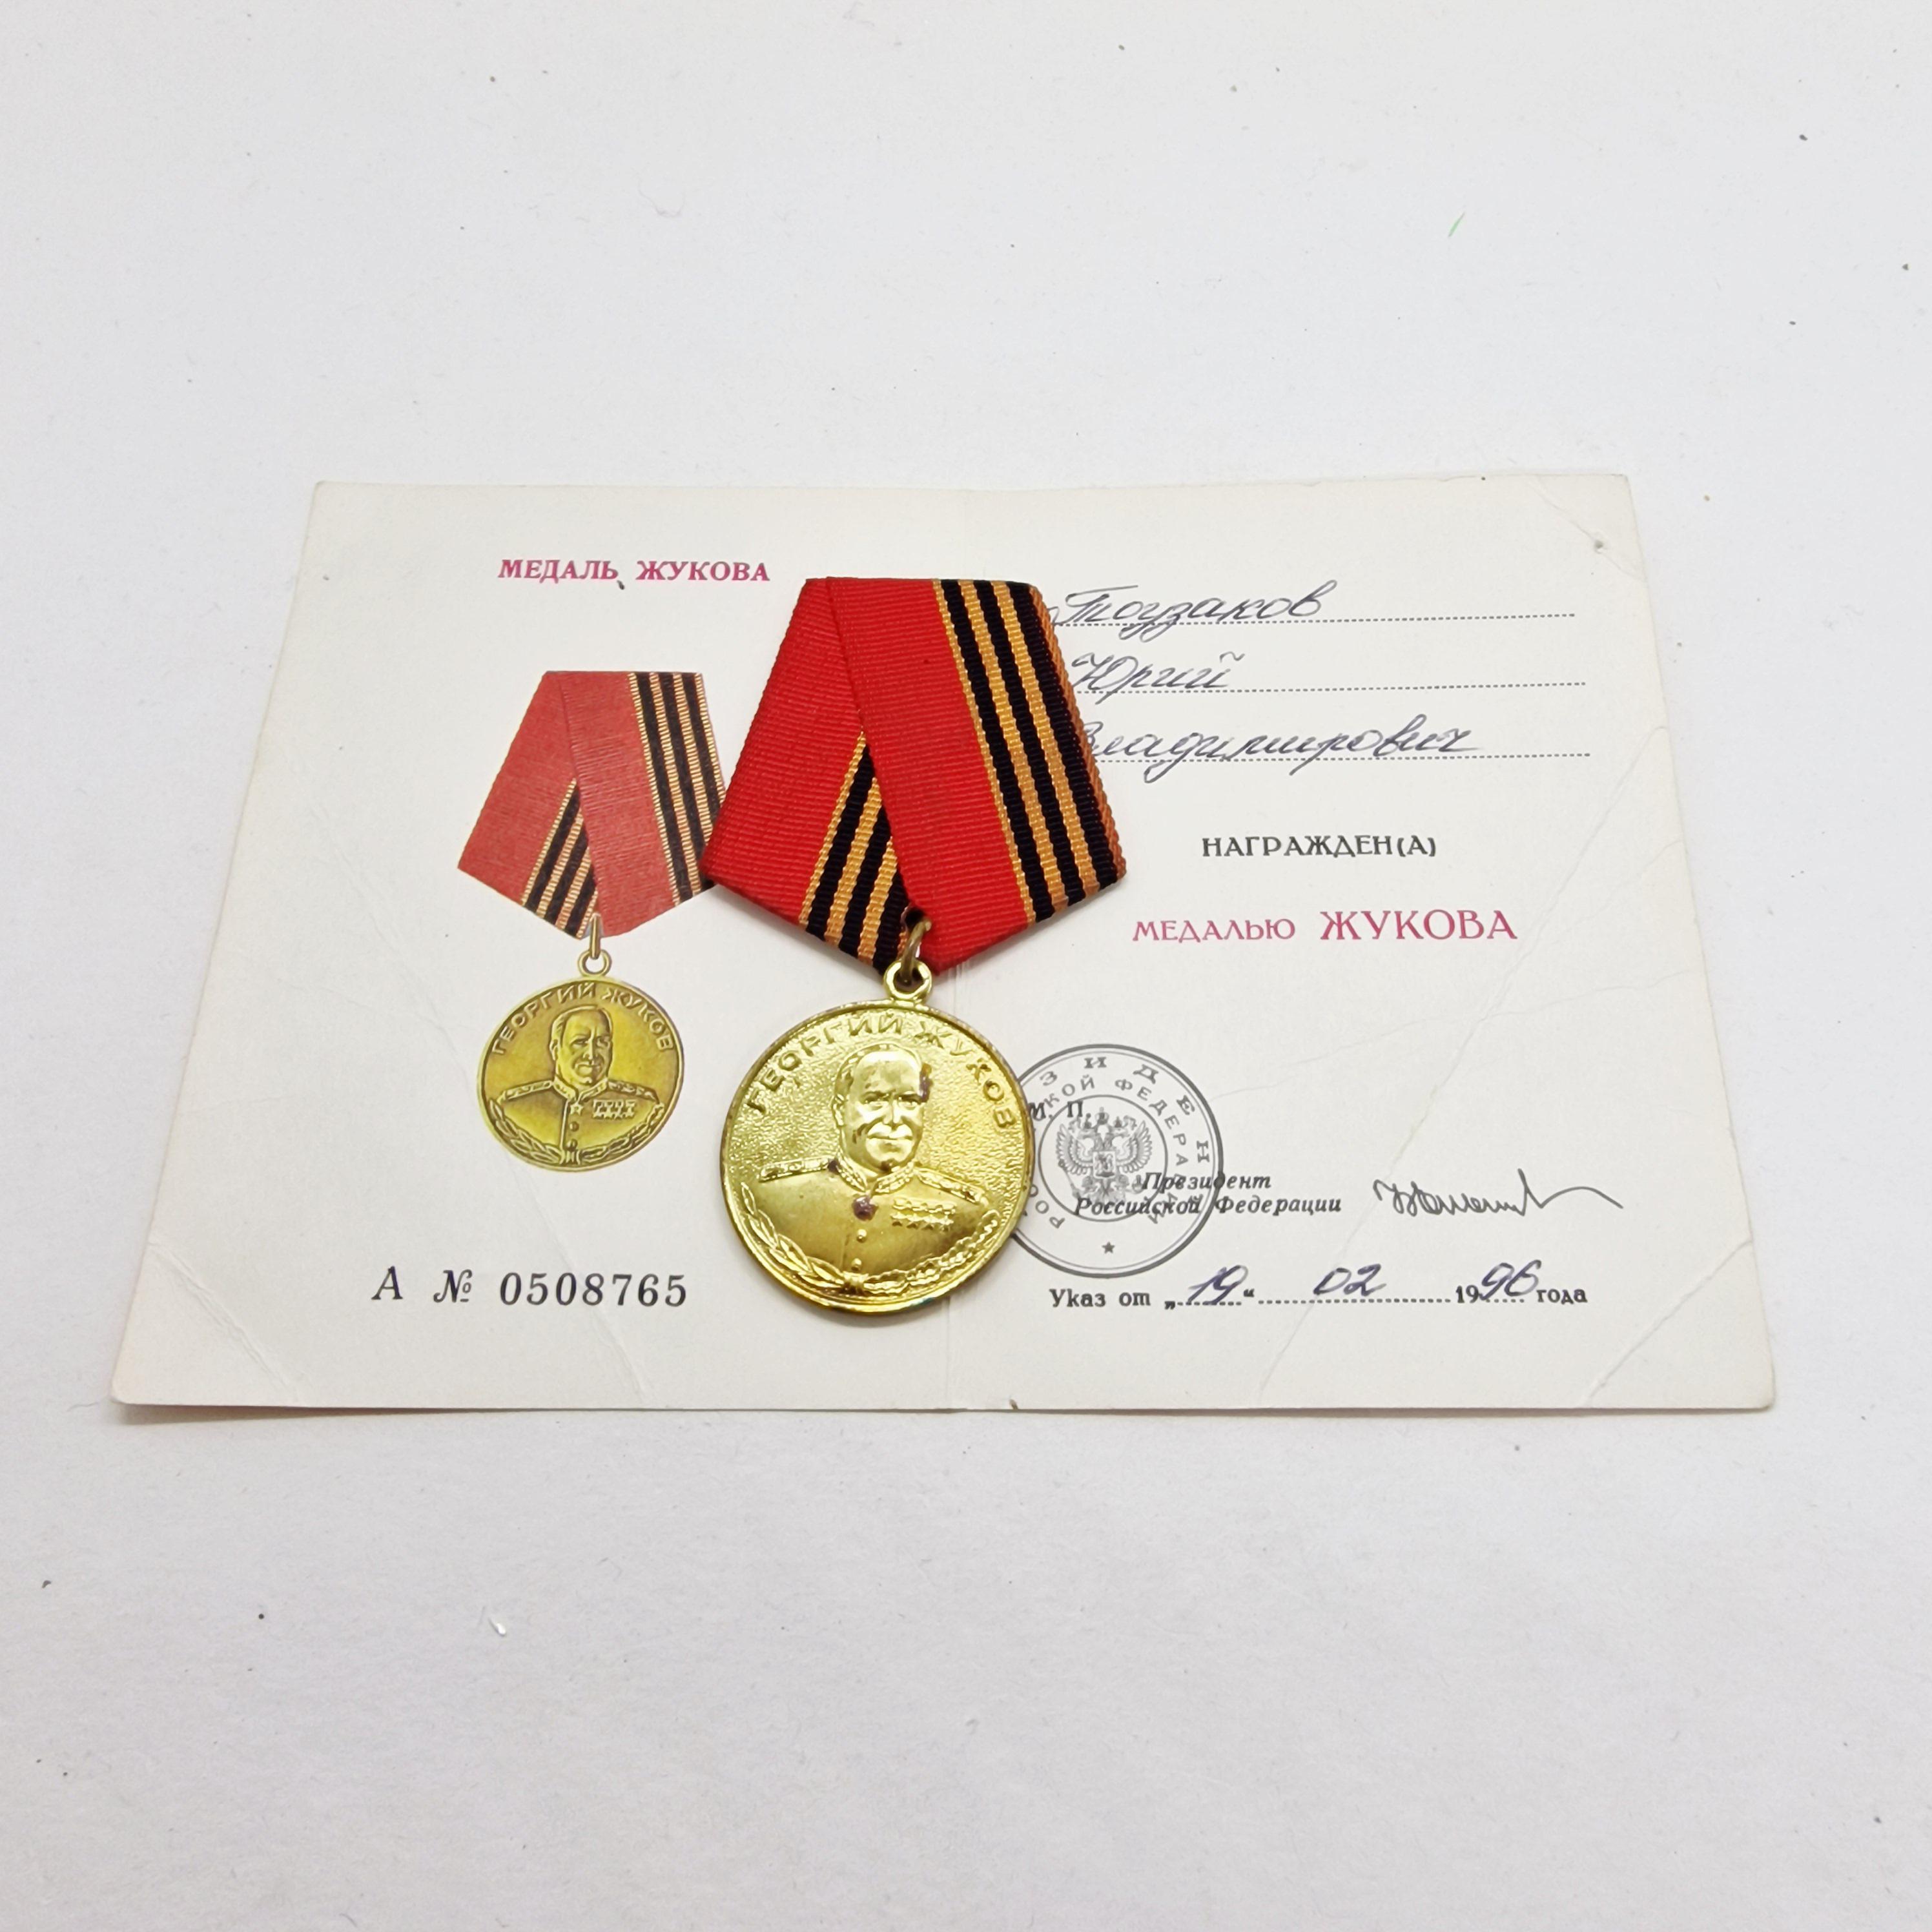 МЕДАЛЬ ЖУКОВА
ГЕОРГИЙ ЖУКОВ
А № 0508765
ГЕОРГИЙ ЖУКОВ
Юрий
Владимирович
НАГРАЖДЕН(А)
МЕДАЛЬЮ ЖУКОВА
М. П.
Президент
Российской Федерации
Указ от „19“ 02 1996 года